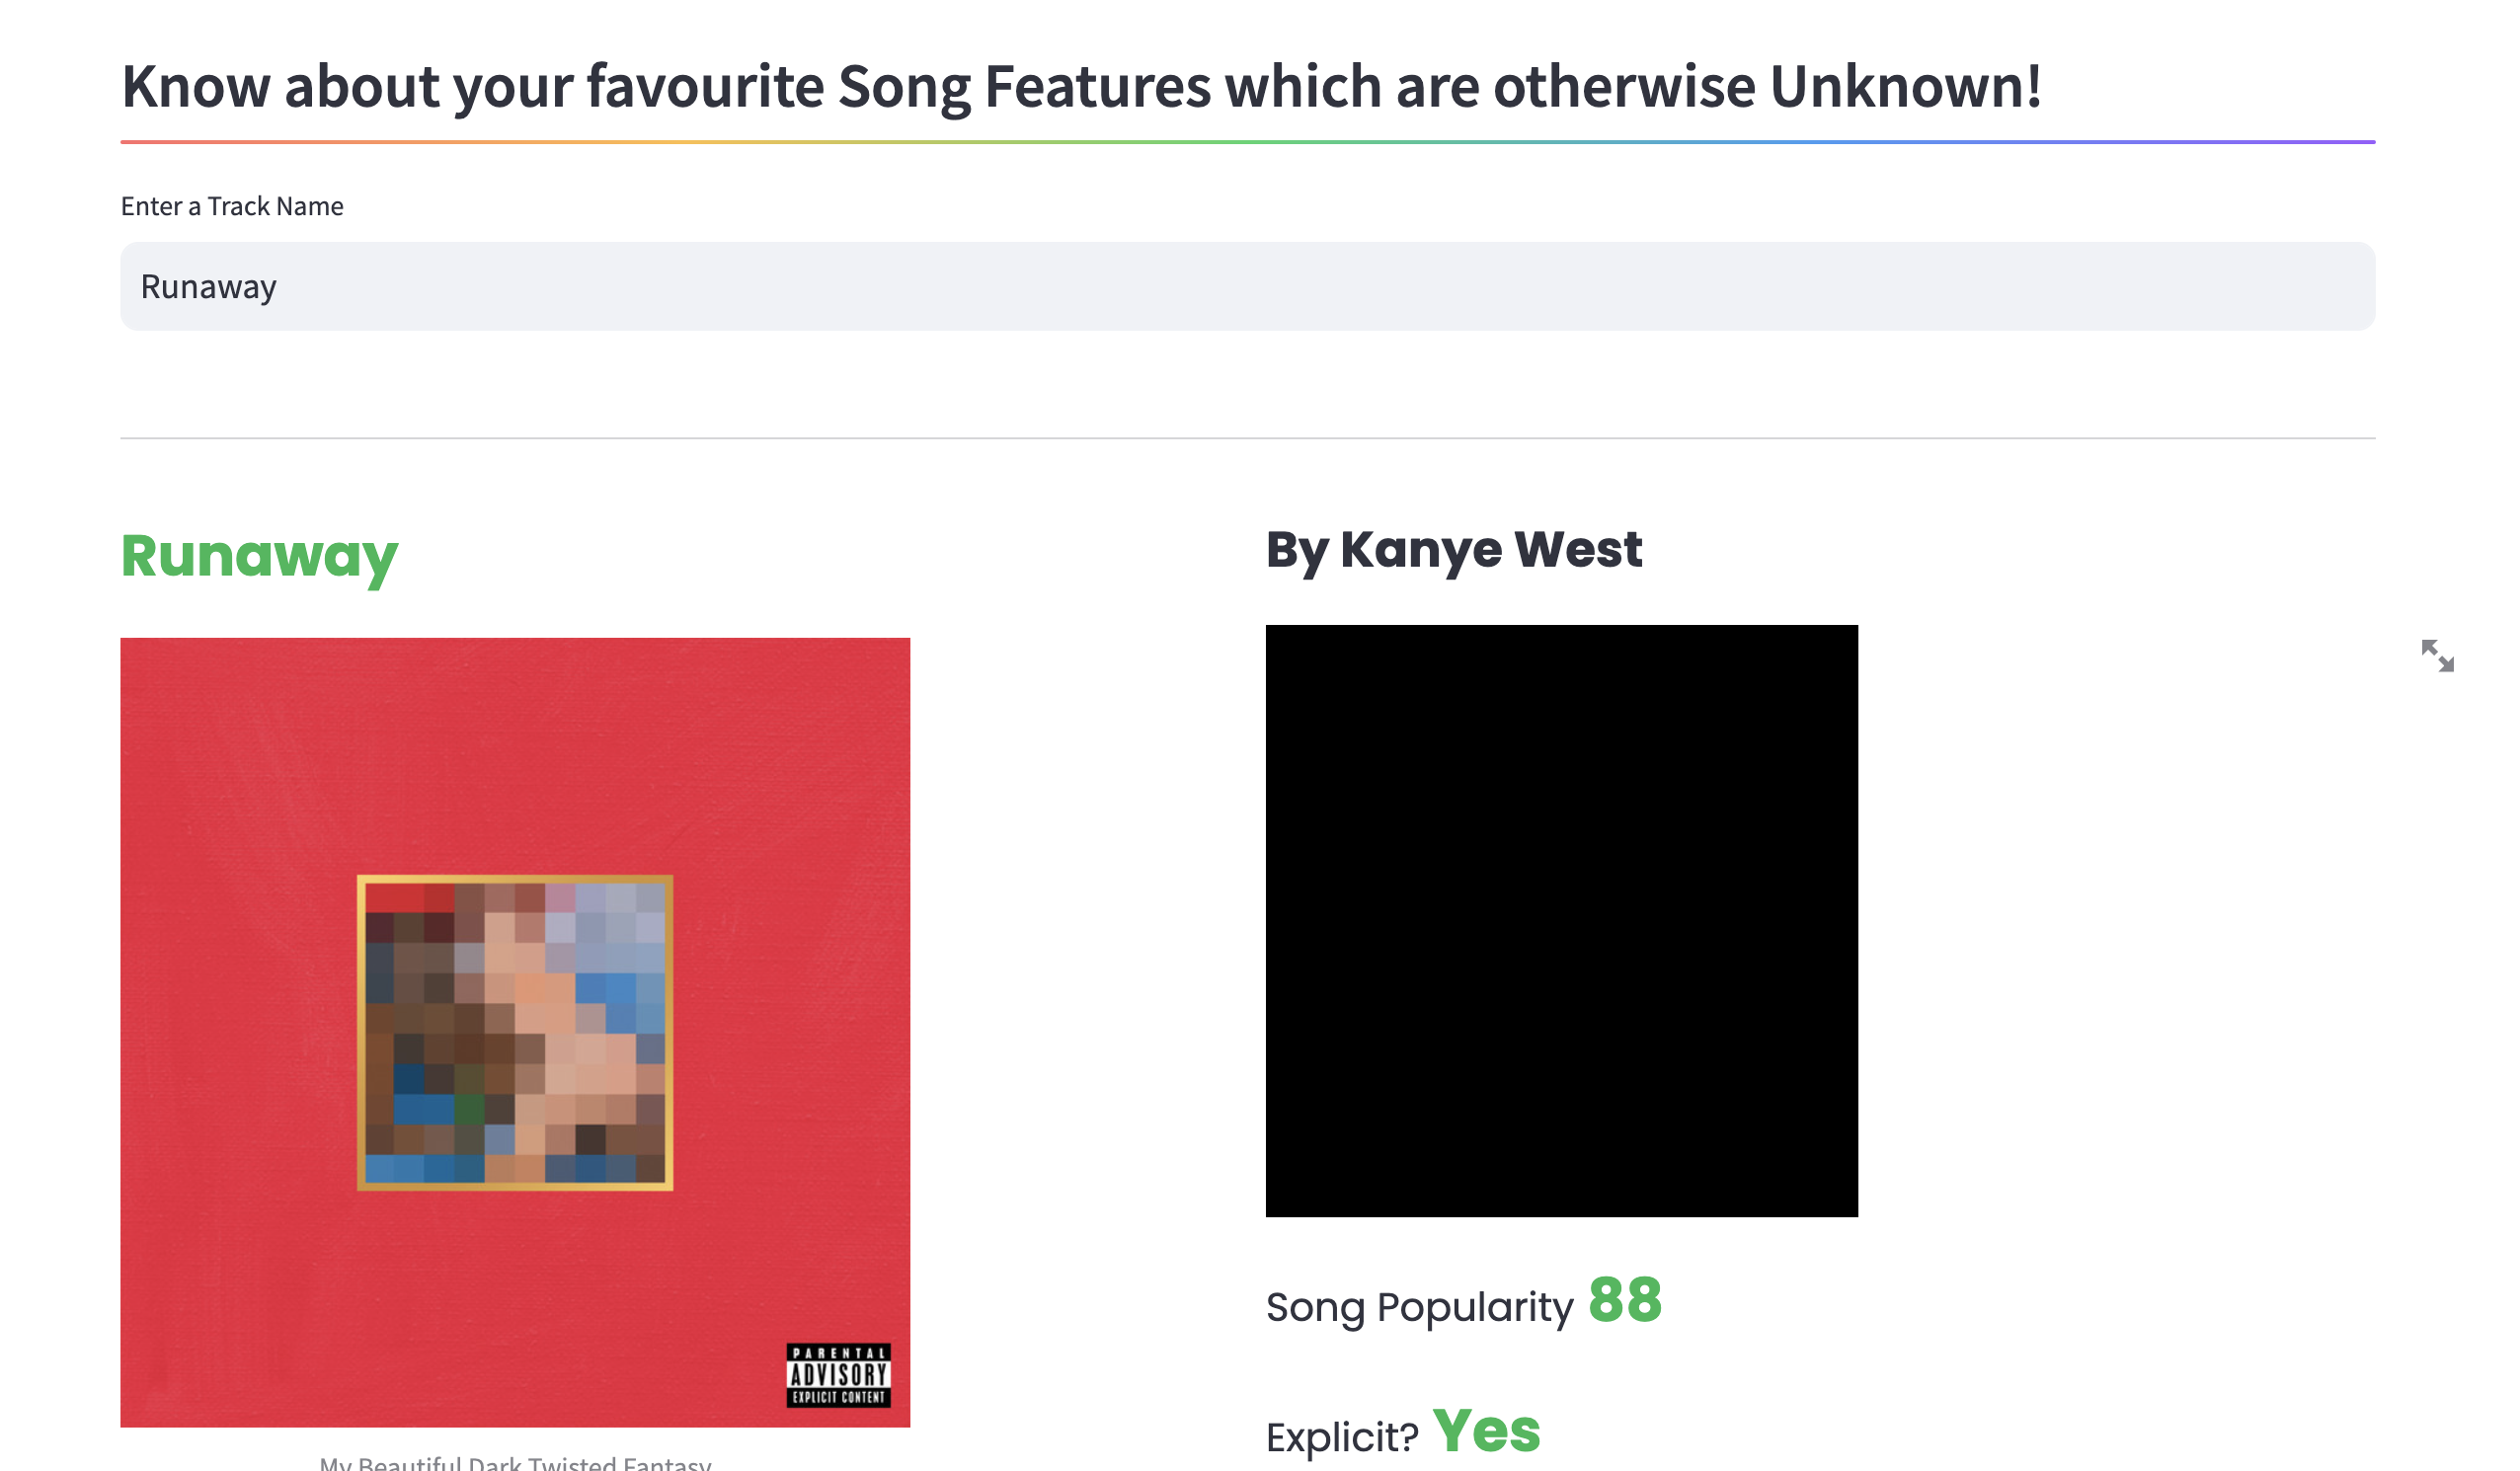 Know about your favourite Song Features which are otherwise Unknown!
Enter a Track Name
Runaway
Runaway
By Kanye West
PARENTAL
ADVISORY
EXPLICIT CONTENT
My Beautiful Dark Twisted Fantasy
Song Popularity 88
Explicit? Yes